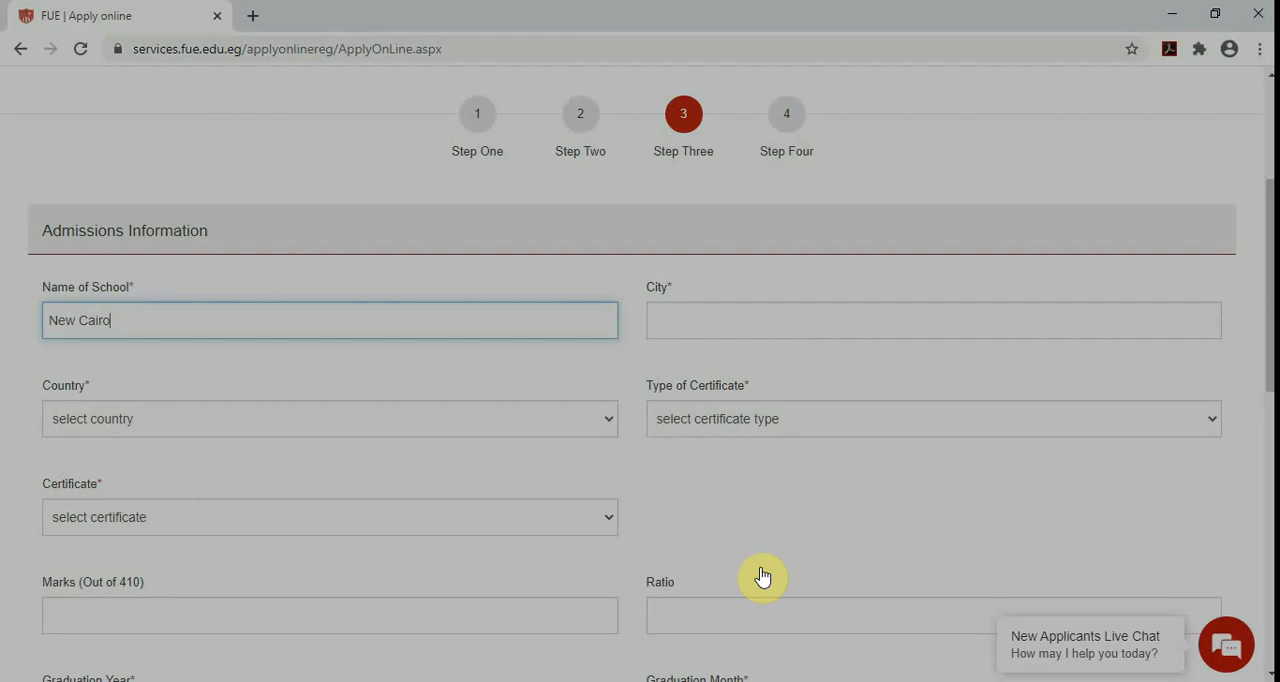 FUE | Apply online
services.fue.edu.eg/applyonlinereg/ApplyOnLine.aspx
1 2 3 4
Step One Step Two Step Three Step Four
Admissions Information
Name of School* City*
New Cairo
Country* Type of Certificate*
select country select certificate type
Certificate*
select certificate
Marks (Out of 410) Ratio
New Applicants Live Chat
How may I help you today?
Graduation Year* Graduation Month*